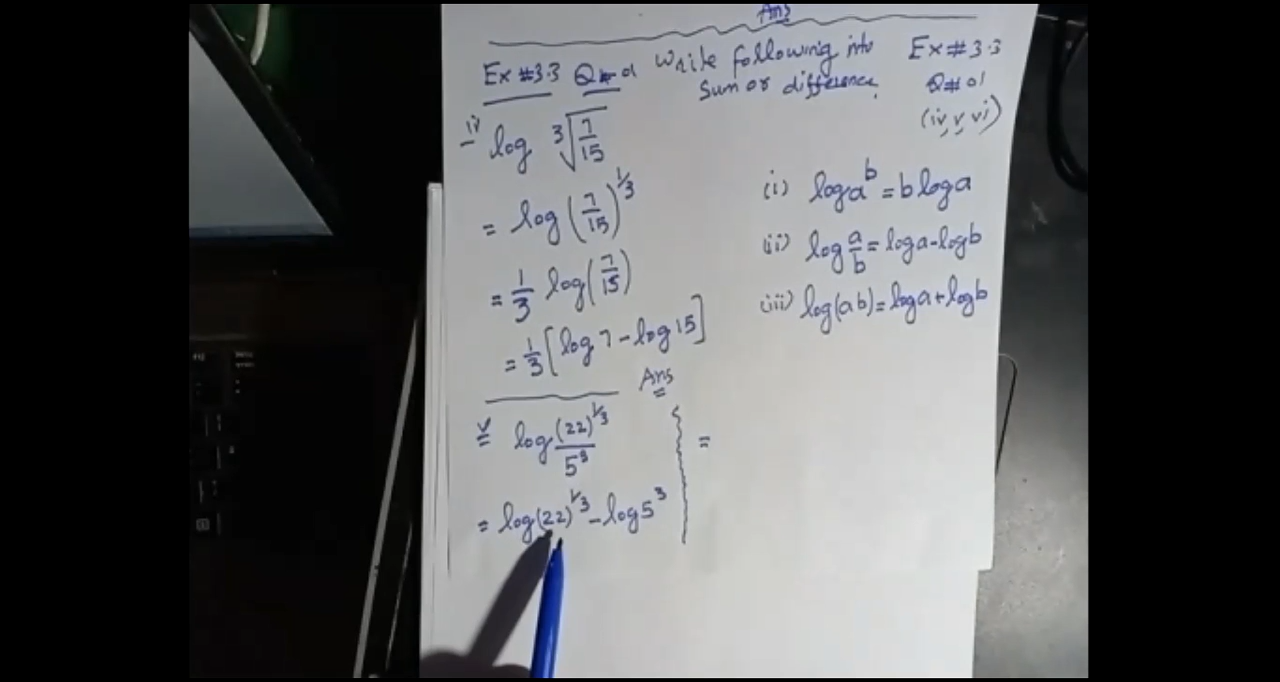 Ans
Ex #3.3 Q#01 Write following into
Sum or difference.
Ex#3.3
Q#01
(iv, v, vi)
iv log ∛(7/15)
= log (7/15)^1/3
= 1/3 log(7/15)
= 1/3 [log 7 - log 15]
Ans
v log (22)^1/3 / 5^3
= log(22)^1/3 - log 5^3
=
(i) log a^b = b log a
(ii) log a/b = log a - log b
(iii) log(ab) = log a + log b